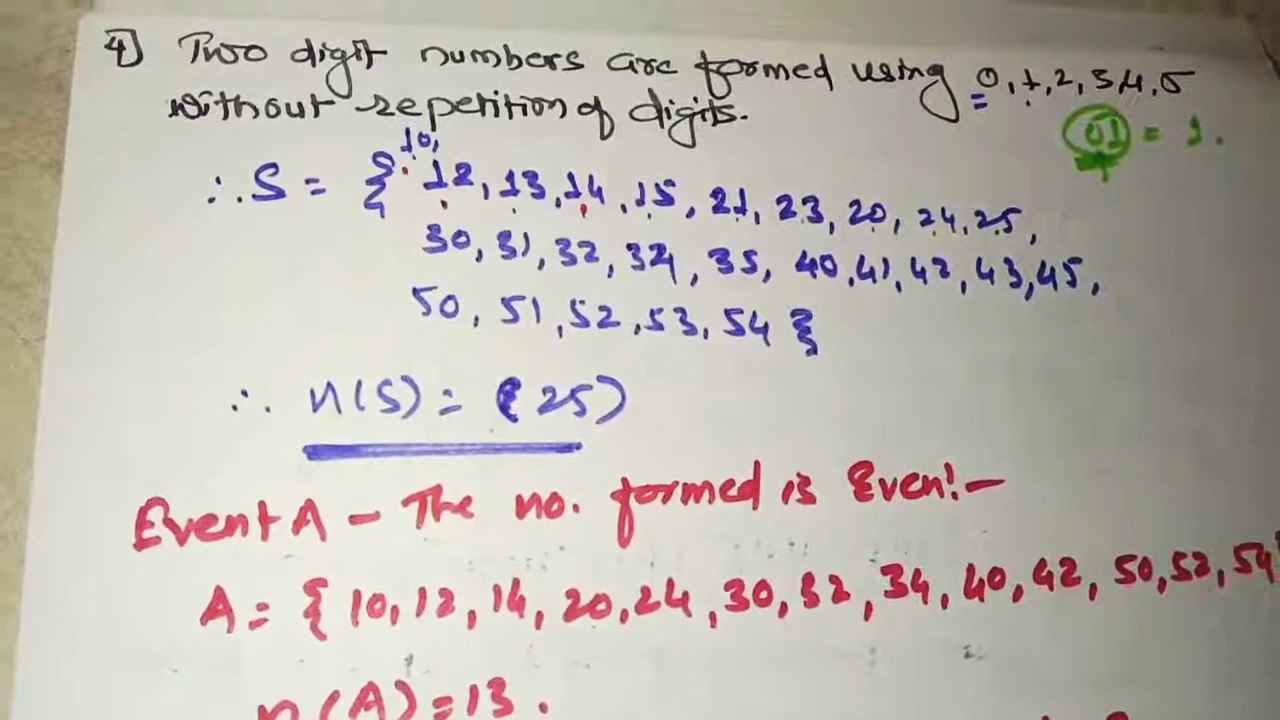 4] Two digit numbers are formed using 0, 1, 2, 3, 4, 5
without repetition of digits.
01 = 1.
10,
∴ S = { 12, 13, 14, 15, 21, 23, 20, 24, 25,
30, 31, 32, 34, 35, 40, 41, 42, 43, 45,
50, 51, 52, 53, 54 }
∴ n(S) = (25)
Event A - The no. formed is Even:-
A = { 10, 12, 14, 20, 24, 30, 32, 34, 40, 42, 50, 52, 54
n(A) = 13.